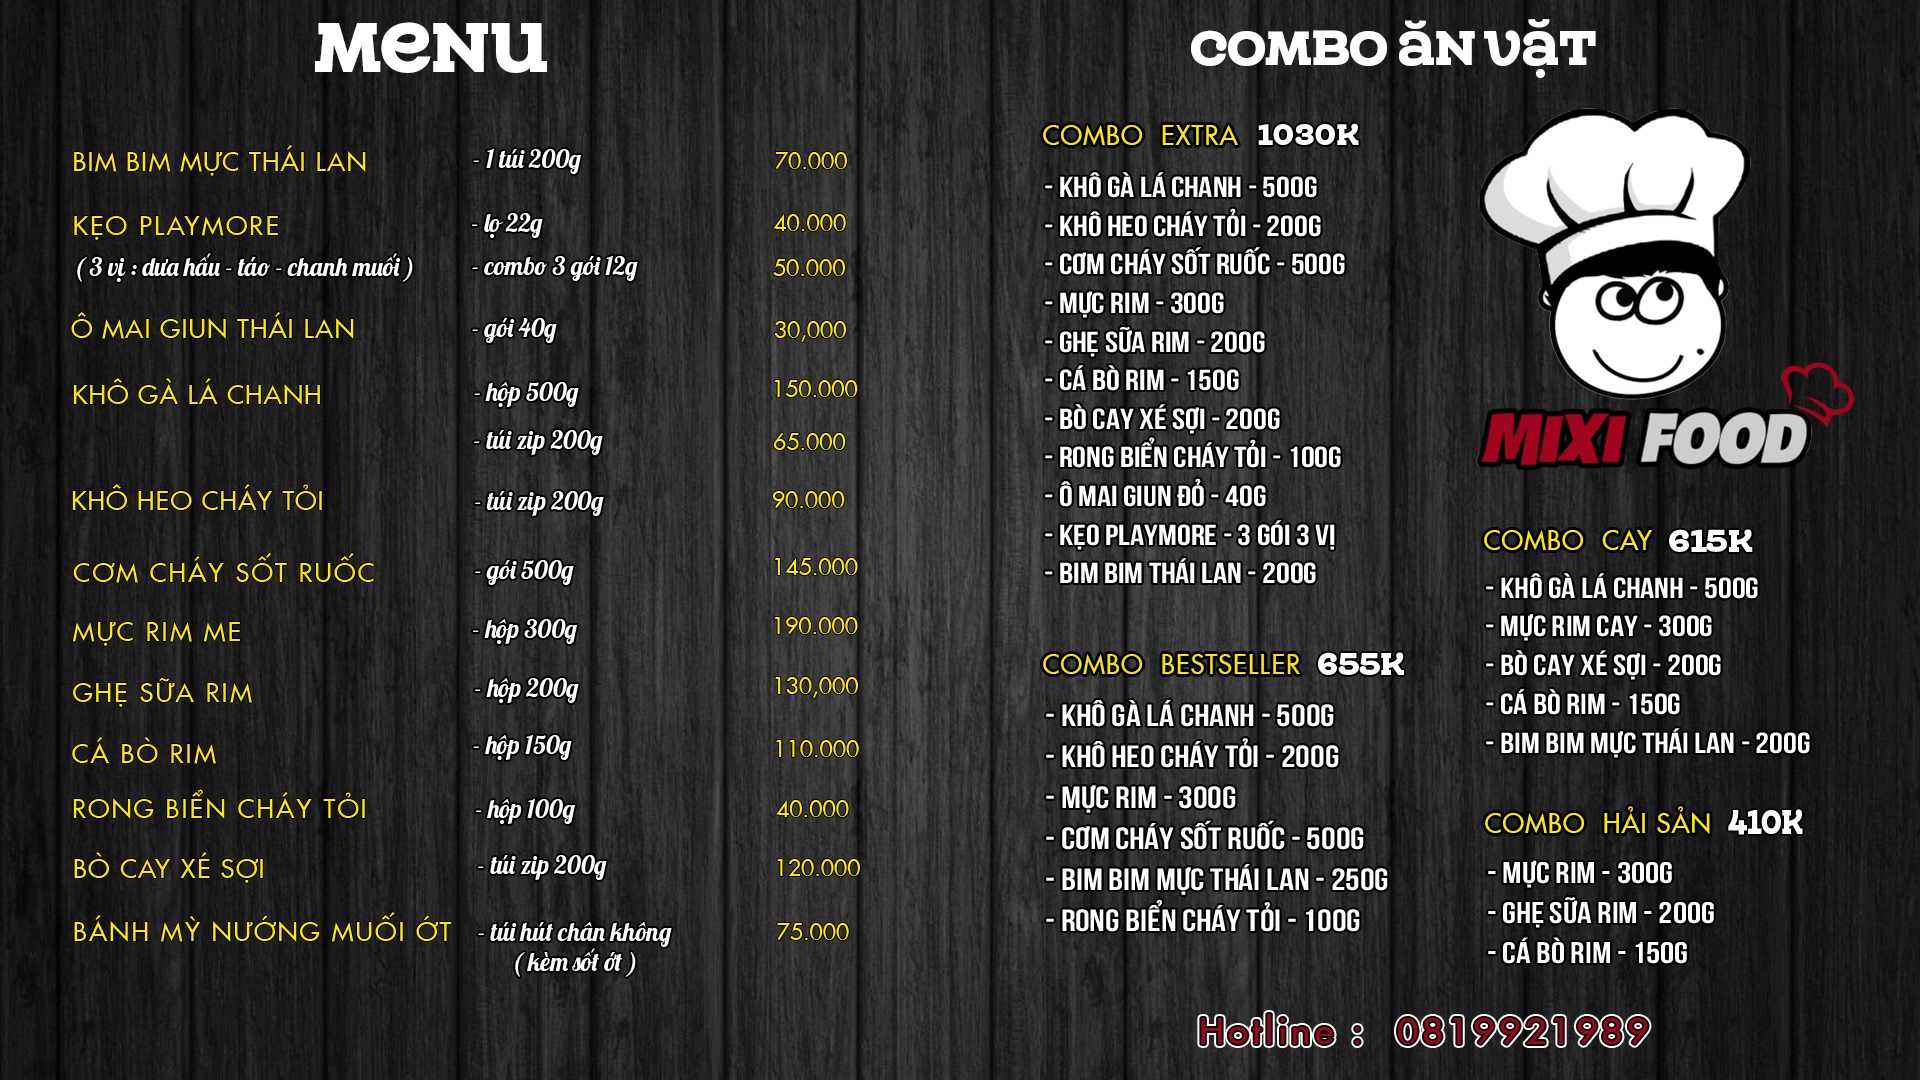 MENU
BIM BIM MỰC THÁI LAN - 1 túi 200g 70.000
KẸO PLAYMORE - lọ 22g 40.000
( 3 vị : dưa hấu - táo - chanh muối ) - combo 3 gói 12g 50.000
Ô MAI GIUN THÁI LAN - gói 40g 30,000
KHÔ GÀ LÁ CHANH - hộp 500g 150.000
- túi zip 200g 65.000
KHÔ HEO CHÁY TỎI - túi zip 200g 90.000
CƠM CHÁY SỐT RUỐC - gói 500g 145.000
MỰC RIM ME - hộp 300g 190.000
GHẸ SỮA RIM - hộp 200g 130,000
CÁ BÒ RIM - hộp 150g 110.000
RONG BIỂN CHÁY TỎI - hộp 100g 40.000
BÒ CAY XÉ SỢI - túi zip 200g 120.000
BÁNH MỲ NƯỚNG MUỐI ỚT - túi hút chân không 75.000
( kèm sốt ớt )
COMBO ĂN VẶT
COMBO EXTRA 1030K
- KHÔ GÀ LÁ CHANH - 500G
- KHÔ HEO CHÁY TỎI - 200G
- CƠM CHÁY SỐT RUỐC - 500G
- MỰC RIM - 300G
- GHẸ SỮA RIM - 200G
- CÁ BÒ RIM - 150G
- BÒ CAY XÉ SỢI - 200G
- RONG BIỂN CHÁY TỎI - 100G
- Ô MAI GIUN ĐỎ - 40G
- KẸO PLAYMORE - 3 GÓI 3 VỊ
- BIM BIM THÁI LAN - 200G
COMBO BESTSELLER 655K
- KHÔ GÀ LÁ CHANH - 500G
- KHÔ HEO CHÁY TỎI - 200G
- MỰC RIM - 300G
- CƠM CHÁY SỐT RUỐC - 500G
- BIM BIM MỰC THÁI LAN - 250G
- RONG BIỂN CHÁY TỎI - 100G
MIXI FOOD
COMBO CAY 615K
- KHÔ GÀ LÁ CHANH - 500G
- MỰC RIM CAY - 300G
- BÒ CAY XÉ SỢI - 200G
- CÁ BÒ RIM - 150G
- BIM BIM MỰC THÁI LAN - 200G
COMBO HẢI SẢN 410K
- MỰC RIM - 300G
- GHẸ SỮA RIM - 200G
- CÁ BÒ RIM - 150G
Hotline : 0819921989